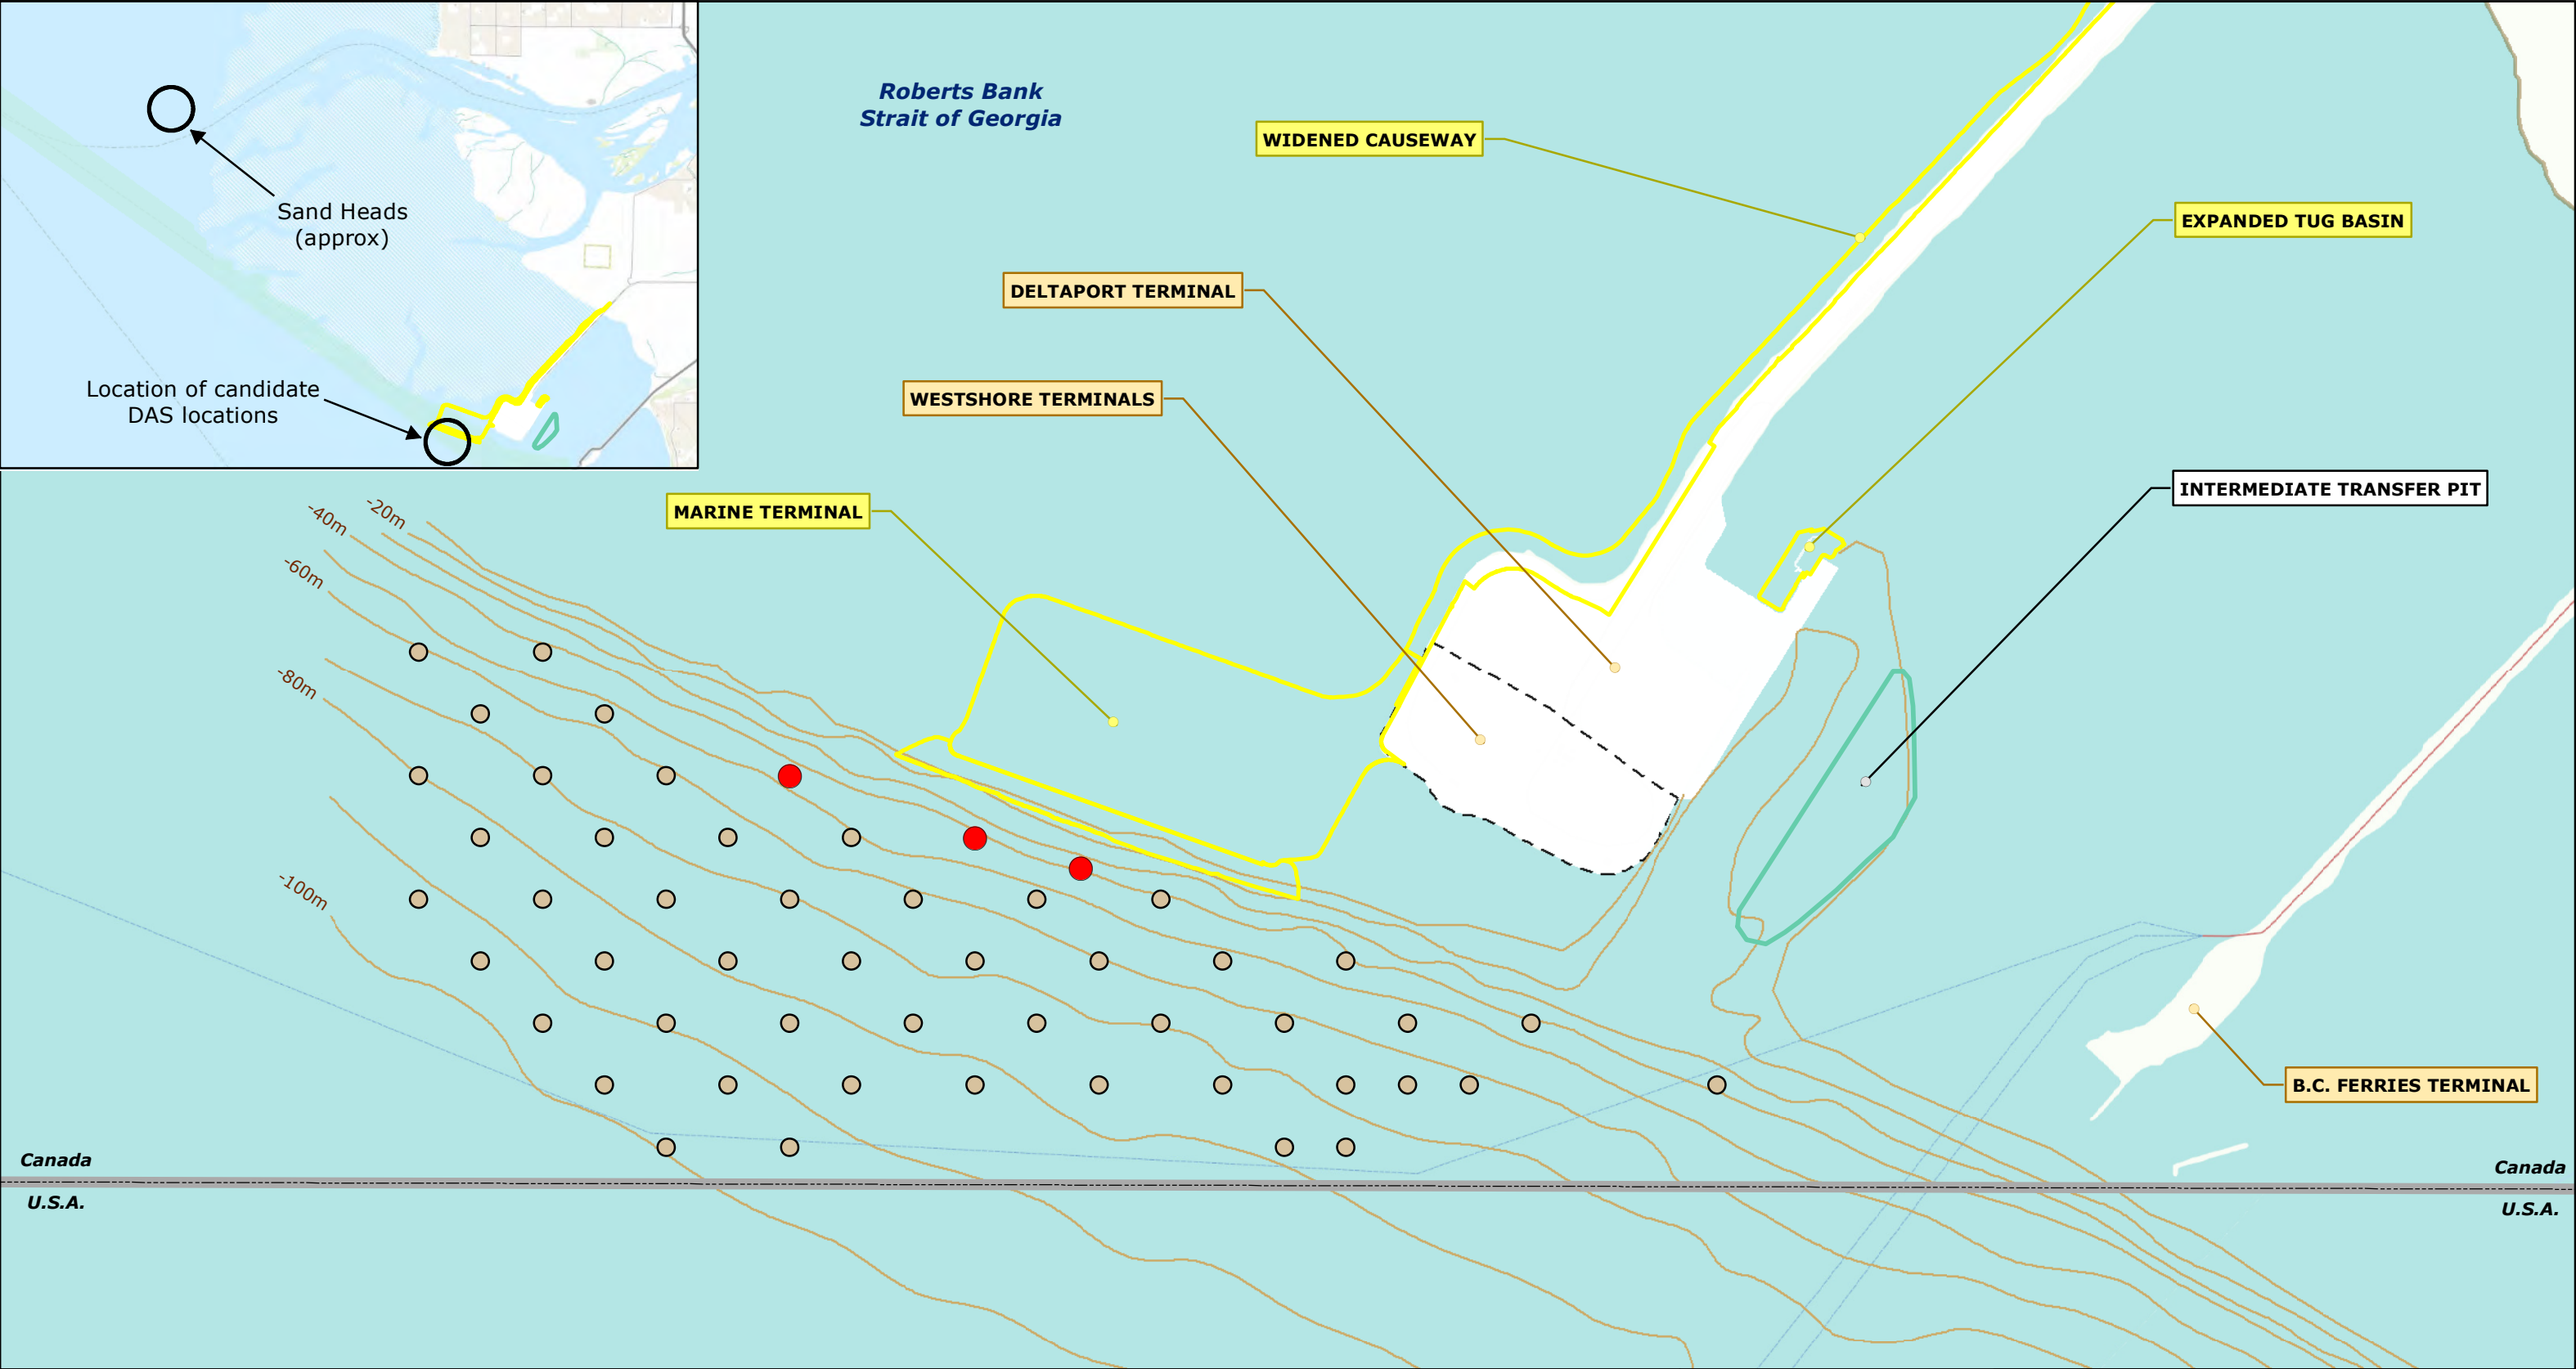 Roberts Bank
Strait of Georgia
Sand Heads
(approx)
Location of candidate
DAS locations
WIDENED CAUSEWAY
EXPANDED TUG BASIN
DELTAPORT TERMINAL
WESTSHORE TERMINALS
INTERMEDIATE TRANSFER PIT
MARINE TERMINAL
-20m
-40m
-60m
-80m
-100m
B.C. FERRIES TERMINAL
Canada
U.S.A.
Canada
U.S.A.